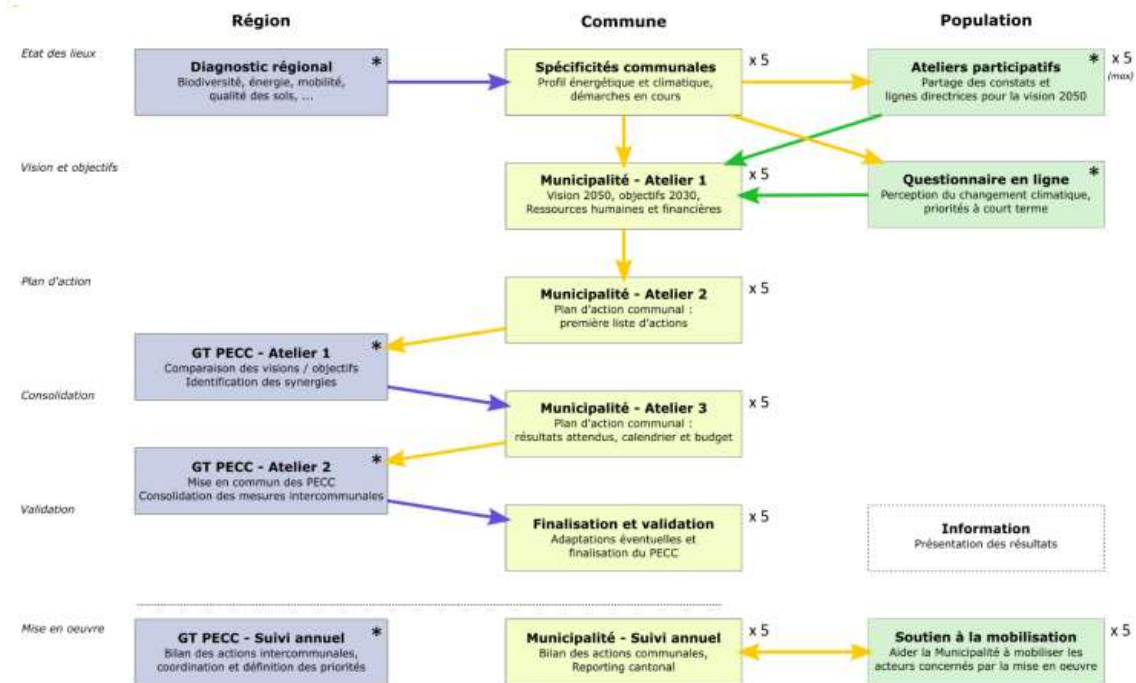 Région
Commune
Population
Etat des lieux
Diagnostic régional *
Biodiversité, énergie, mobilité,
qualité des sols, ...
Spécificités communales
Profil énergétique et climatique,
démarches en cours
x 5
Ateliers participatifs *
Partage des constats et
lignes directrices pour la vision 2050
x 5
(max)
Vision et objectifs
Municipalité - Atelier 1
Vision 2050, objectifs 2030,
Ressources humaines et financières
x 5
Questionnaire en ligne *
Perception du changement climatique,
priorités à court terme
Plan d'action
Municipalité - Atelier 2
Plan d'action communal :
première liste d'actions
x 5
GT PECC - Atelier 1 *
Comparaison des visions / objectifs
Identification des synergies
Consolidation
Municipalité - Atelier 3
Plan d'action communal :
résultats attendus, calendrier et budget
x 5
GT PECC - Atelier 2 *
Mise en commun des PECC
Consolidation des mesures intercommunales
Validation
Finalisation et validation
Adaptations éventuelles et
finalisation du PECC
x 5
Information
Présentation des résultats
Mise en oeuvre
GT PECC - Suivi annuel *
Bilan des actions intercommunales,
coordination et définition des priorités
Municipalité - Suivi annuel
Bilan des actions communales,
Reporting cantonal
x 5
Soutien à la mobilisation
Aider la Municipalité à mobiliser les
acteurs concernés par la mise en oeuvre
x 5